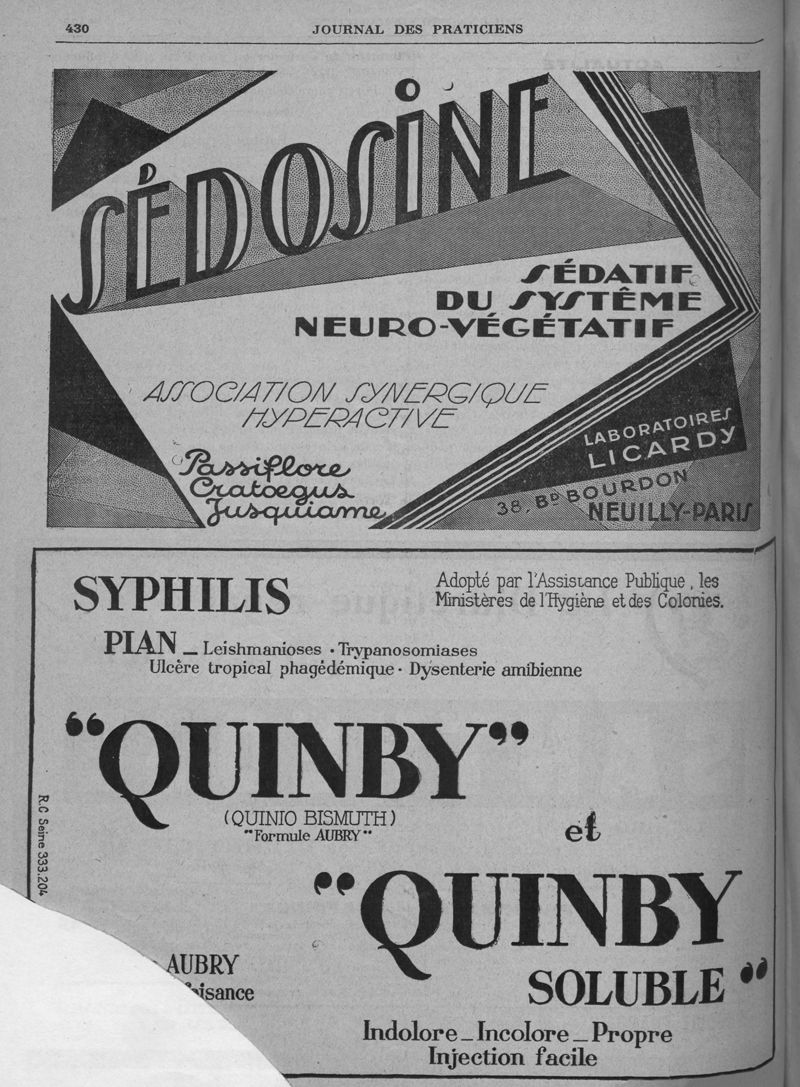 430
JOURNAL DES PRATICIENS
SÉDOSINE
SÉDATIF
DU SYSTÊME
NEURO-VÉGÉTATIF
ASSOCIATION SYNERGIQUE
HYPERACTIVE
Passiflore
Cratœgus
Jusquiame
LABORATOIRES
LICARDY
38, BD BOURDON
NEUILLY-PARIS
SYPHILIS
Adopté par l'Assistance Publique, les
Ministères de l'Hygiène et des Colonies.
PIAN _ Leishmanioses · Trypanosomiases
Ulcère tropical phagédémique · Dysenterie amibienne
“QUINBY”
(QUINIO BISMUTH)
"Formule AUBRY"
et
“QUINBY
SOLUBLE”
R.C Seine 333.204
AUBRY
Indolore _ Incolore _ Propre
Injection facile